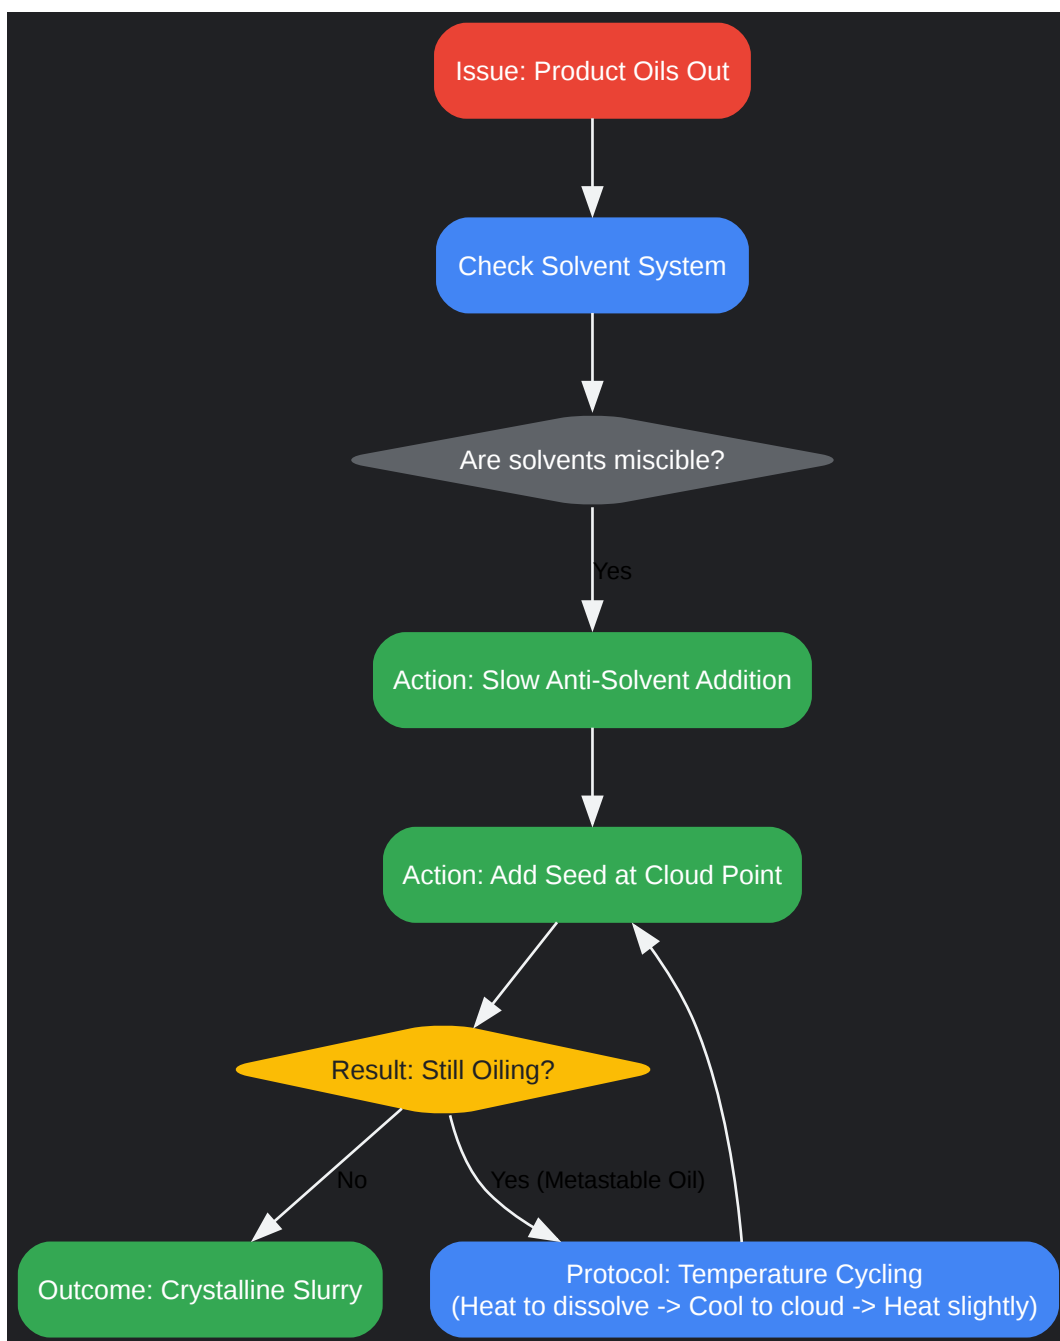 Issue: Product Oils Out
Check Solvent System
Are solvents miscible?
Yes
Action: Slow Anti-Solvent Addition
Action: Add Seed at Cloud Point
Result: Still Oiling?
No
Yes (Metastable Oil)
Outcome: Crystalline Slurry
Protocol: Temperature Cycling
(Heat to dissolve -> Cool to cloud -> Heat slightly)